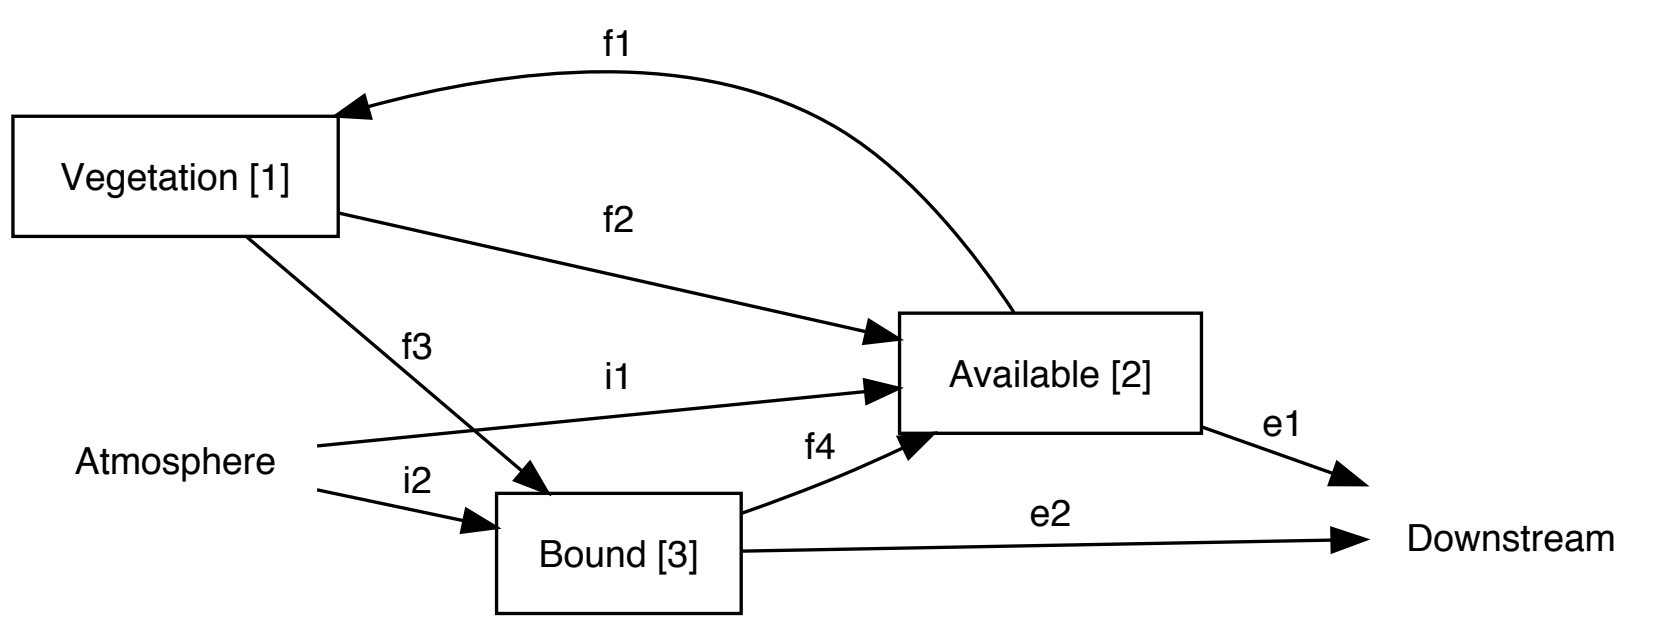 f1
Vegetation [1]
f2
f3
i1
Available [2]
e1
Atmosphere
f4
i2
e2
Bound [3]
Downstream